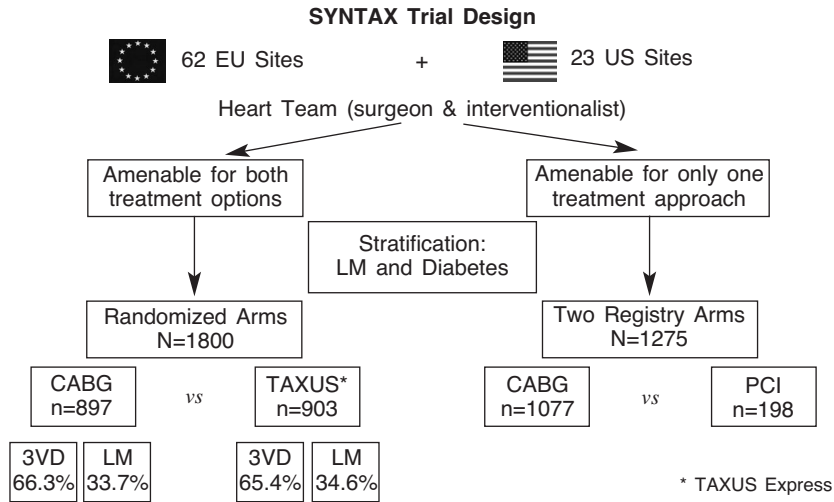 SYNTAX Trial Design
62 EU Sites + 23 US Sites
Heart Team (surgeon & interventionalist)
Amenable for both
treatment options
Amenable for only one
treatment approach
Stratification:
LM and Diabetes
Randomized Arms
N=1800
Two Registry Arms
N=1275
CABG
n=897
vs
TAXUS*
n=903
CABG
n=1077
vs
PCI
n=198
3VD
66.3%
LM
33.7%
3VD
65.4%
LM
34.6%
* TAXUS Express